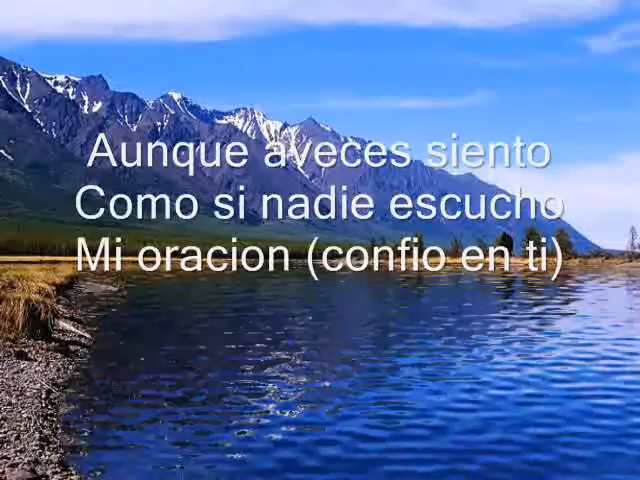 Aunque aveces siento
Como si nadie escucho
Mi oracion (confio en ti)